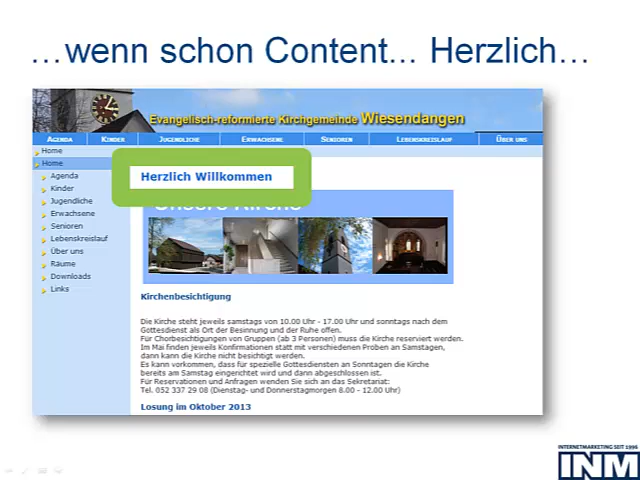 …wenn schon Content... Herzlich…
Evangelisch-reformierte Kirchgemeinde Wiesendangen
Agenda Kinder Jugendliche Erwachsene Senioren Lebenskreislauf Über uns
Home
Home
Agenda
Kinder
Jugendliche
Erwachsene
Senioren
Lebenskreislauf
Über uns
Räume
Downloads
Links
Herzlich Willkommen
Unsere Kirche
Kirchenbesichtigung
Die Kirche steht jeweils samstags von 10.00 Uhr - 17.00 Uhr und sonntags nach dem
Gottesdienst als Ort der Besinnung und der Ruhe offen.
Für Chorbesichtigungen von Gruppen (ab 3 Personen) muss die Kirche reserviert werden.
Im Mai finden jeweils Konfirmationen statt mit verschiedenen Proben an Samstagen,
dann kann die Kirche nicht besichtigt werden.
Es kann vorkommen, dass für spezielle Gottesdiensten an Sonntagen die Kirche
bereits am Samstag eingerichtet wird und dann abgeschlossen ist.
Für Reservationen und Anfragen wenden Sie sich an das Sekretariat:
Tel. 052 337 29 08 (Dienstag- und Donnerstagmorgen 8.00 - 12.00 Uhr)
Losung im Oktober 2013
INTERNETMARKETING SEIT 1996
INM